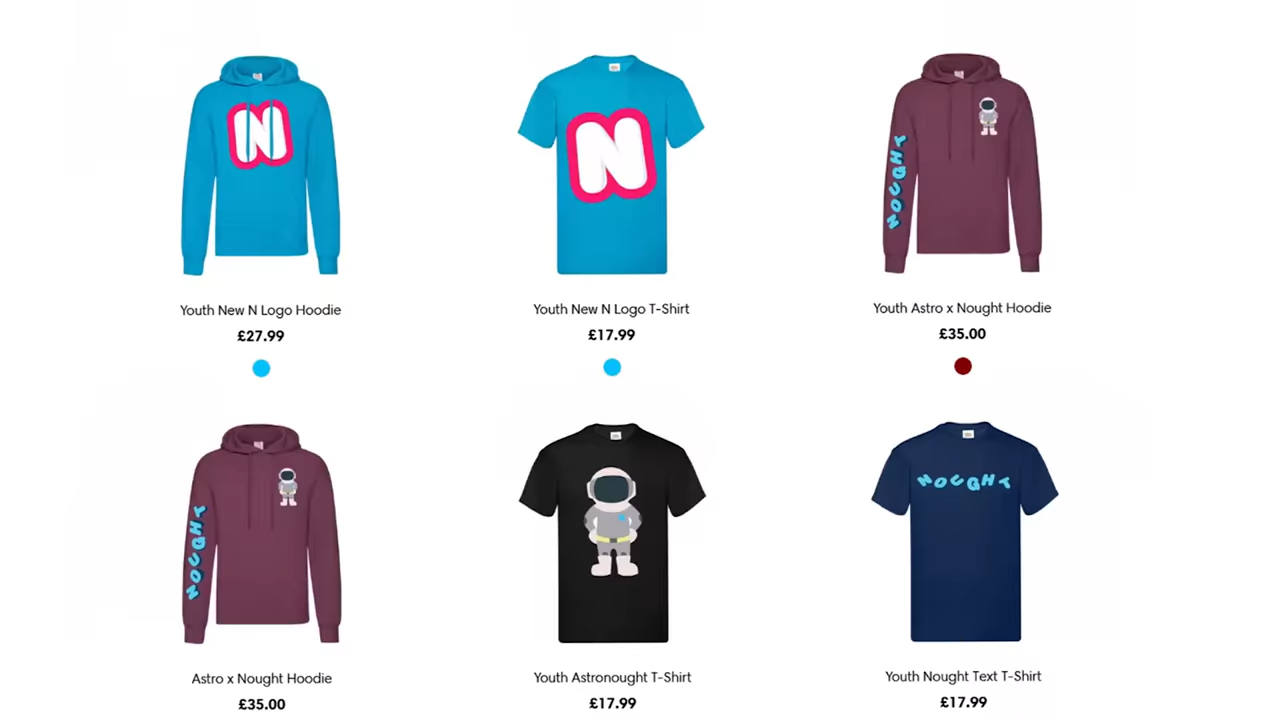 N
N
NOUGHT
Youth New N Logo Hoodie
Youth New N Logo T-Shirt
Youth Astro x Nought Hoodie
£27.99
£17.99
£35.00
NOUGHT
NOUGHT
Astro x Nought Hoodie
Youth Astronought T-Shirt
Youth Nought Text T-Shirt
£35.00
£17.99
£17.99